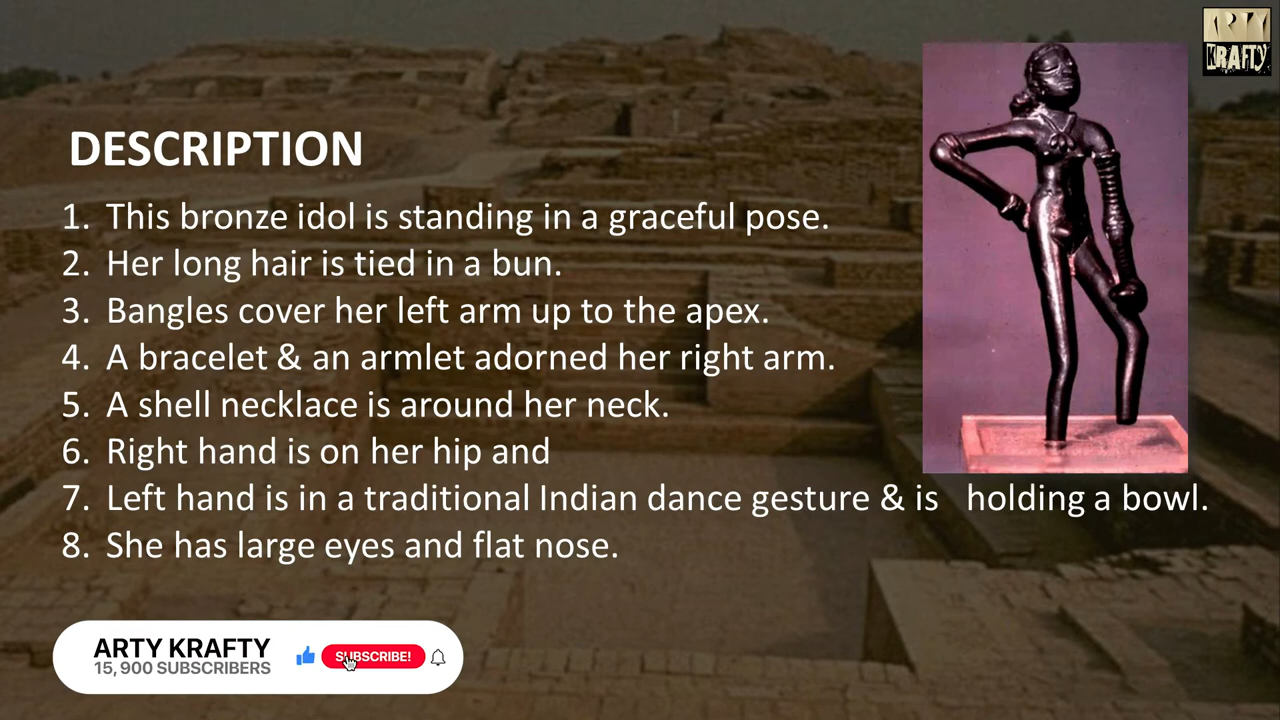 ARTY
KRAFTY
DESCRIPTION
1. This bronze idol is standing in a graceful pose.
2. Her long hair is tied in a bun.
3. Bangles cover her left arm up to the apex.
4. A bracelet & an armlet adorned her right arm.
5. A shell necklace is around her neck.
6. Right hand is on her hip and
7. Left hand is in a traditional Indian dance gesture & is holding a bowl.
8. She has large eyes and flat nose.
ARTY KRAFTY
15,900 SUBSCRIBERS
SUBSCRIBE!